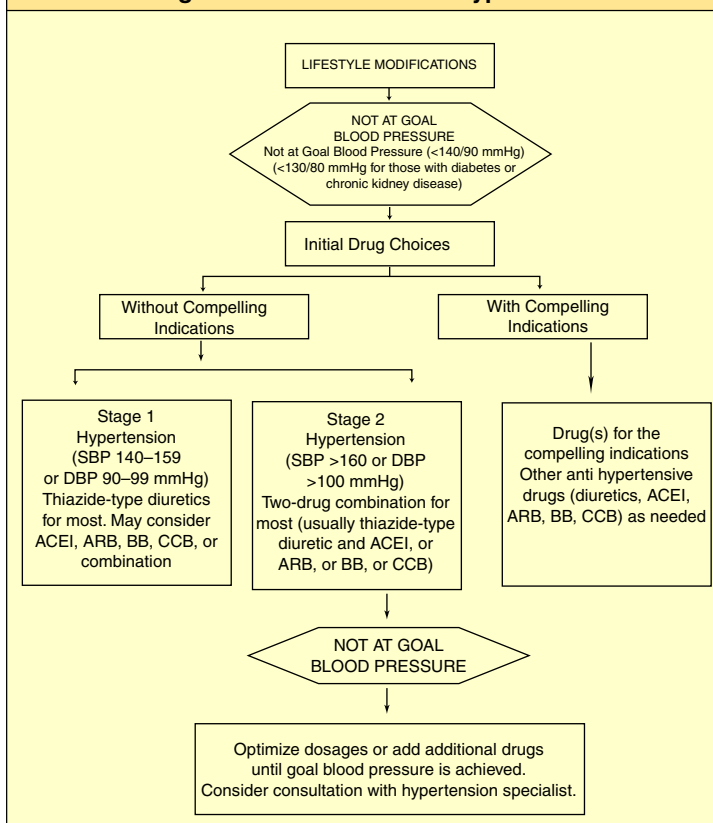 LIFESTYLE MODIFICATIONS
NOT AT GOAL
BLOOD PRESSURE
Not at Goal Blood Pressure (<140/90 mmHg)
(<130/80 mmHg for those with diabetes or
chronic kidney disease)
Initial Drug Choices
Without Compelling
Indications
With Compelling
Indications
Stage 1
Hypertension
(SBP 140–159
or DBP 90–99 mmHg)
Thiazide-type diuretics
for most. May consider
ACEI, ARB, BB, CCB, or
combination
Stage 2
Hypertension
(SBP >160 or DBP
>100 mmHg)
Two-drug combination for
most (usually thiazide-type
diuretic and ACEI, or
ARB, or BB, or CCB)
Drug(s) for the
compelling indications
Other anti hypertensive
drugs (diuretics, ACEI,
ARB, BB, CCB) as needed
NOT AT GOAL
BLOOD PRESSURE
Optimize dosages or add additional drugs
until goal blood pressure is achieved.
Consider consultation with hypertension specialist.